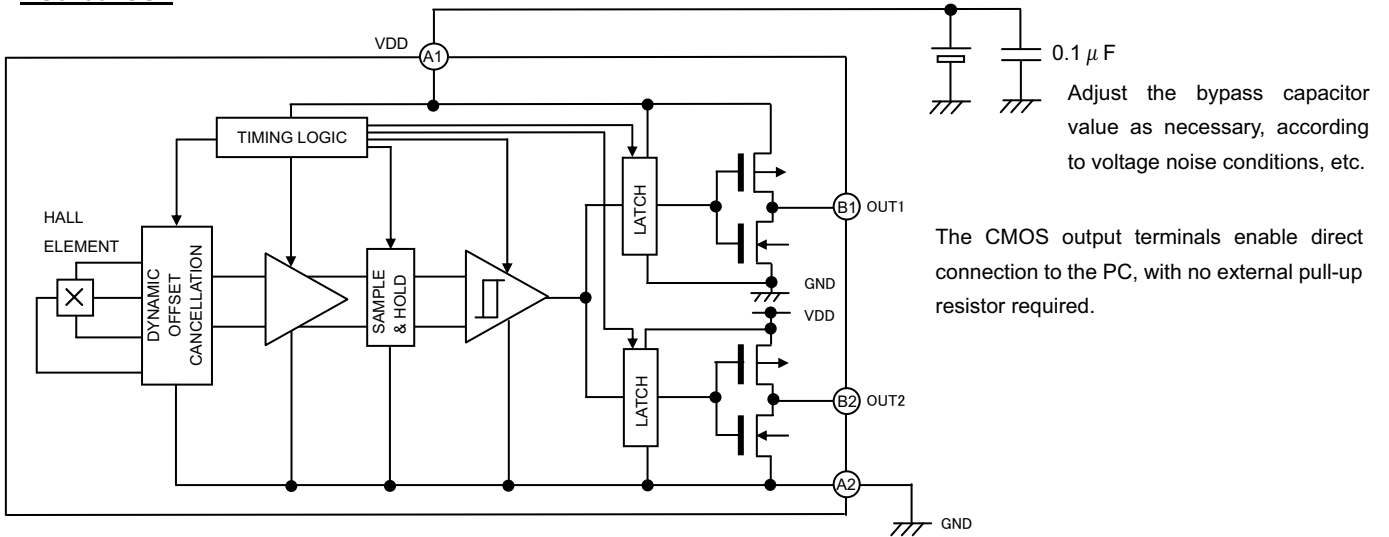 VDD
A1
0.1 μ F
Adjust the bypass capacitor
value as necessary, according
to voltage noise conditions, etc.
TIMING LOGIC
HALL
ELEMENT
DYNAMIC
OFFSET
CANCELLATION
SAMPLE
& HOLD
LATCH
B1 OUT1
GND
VDD
The CMOS output terminals enable direct
connection to the PC, with no external pull-up
resistor required.
LATCH
B2 OUT2
A2
GND